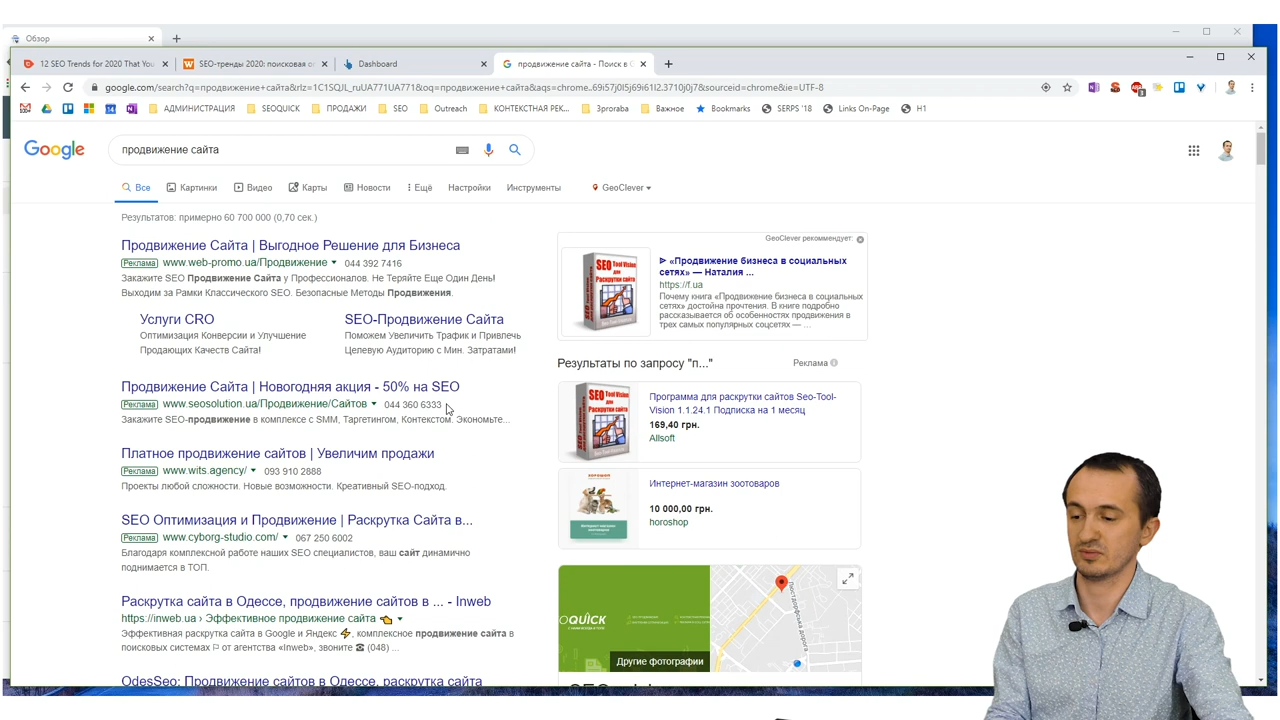 Обзор
12 SEO Trends for 2020 That You
SEO-тренды 2020: поисковая о
Dashboard
продвижение сайта - Поиск в G
google.com/search?q=продвижение+сайта&rlz=1C1SQJL_ruUA771UA771&oq=продвижение+сайта&aqs=chrome..69i57j0l5j69i61l2.3710j0j7&sourceid=chrome&ie=UTF-8
АДМИНИСТРАЦИЯ
SEOQUICK
ПРОДАЖИ
SEO
Outreach
КОНТЕКСТНАЯ РЕК...
3proraba
Важное
Bookmarks
SERPS '18
Links On-Page
H1
Google
продвижение сайта
Все
Картинки
Видео
Карты
Новости
Ещё
Настройки
Инструменты
GeoClever
Результатов: примерно 60 700 000 (0,70 сек.)
Продвижение Сайта | Выгодное Решение для Бизнеса
Реклама www.web-promo.ua/Продвижение 044 392 7416
Закажите SEO Продвижение Сайта у Профессионалов. Не Теряйте Еще Один День!
Выходим за Рамки Классического SEO. Безопасные Методы Продвижения.
Услуги CRO
Оптимизация Конверсии и Улучшение
Продающих Качеств Сайта!
SEO-Продвижение Сайта
Поможем Увеличить Трафик и Привлечь
Целевую Аудиторию с Мин. Затратами!
Продвижение Сайта | Новогодняя акция - 50% на SEO
Реклама www.seosolution.ua/Продвижение/Сайтов 044 360 6333
Закажите SEO-продвижение в комплексе с SMM, Таргетингом, Контекстом. Экономьте...
Платное продвижение сайтов | Увеличим продажи
Реклама www.wits.agency/ 093 910 2888
Проекты любой сложности. Новые возможности. Креативный SEO-подход.
SEO Оптимизация и Продвижение | Раскрутка Сайта в...
Реклама www.cyborg-studio.com/ 067 250 6002
Благодаря комплексной работе наших SEO специалистов, ваш сайт динамично
поднимается в ТОП.
Раскрутка сайта в Одессе, продвижение сайтов в ... - Inweb
https://inweb.ua › Эффективное продвижение сайта
Эффективная раскрутка сайта в Google и Яндекс ⚡, комплексное продвижение сайта в
поисковых системах от агентства «Inweb», звоните ☎ (048) ...
OdesSeo: Продвижение сайтов в Одессе, раскрутка сайта
GeoClever рекомендует:
«Продвижение бизнеса в социальных
сетях» — Наталия ...
https://f.ua
Почему книга «Продвижение бизнеса в социальных
сетях» достойна прочтения. В книге подробно
рассказывается об особенностях продвижения в
трех самых популярных соцсетях — ...
Результаты по запросу "п..."
Реклама
SEO Tool Vision
для
Раскрутки сайта
Программа для раскрутки сайтов Seo-Tool-
Vision 1.1.24.1 Подписка на 1 месяц
169,40 грн.
Allsoft
Интернет-магазин зоотоваров
10 000,00 грн.
horoshop
OQUICK
Другие фотографии
Люстдорфська дорога